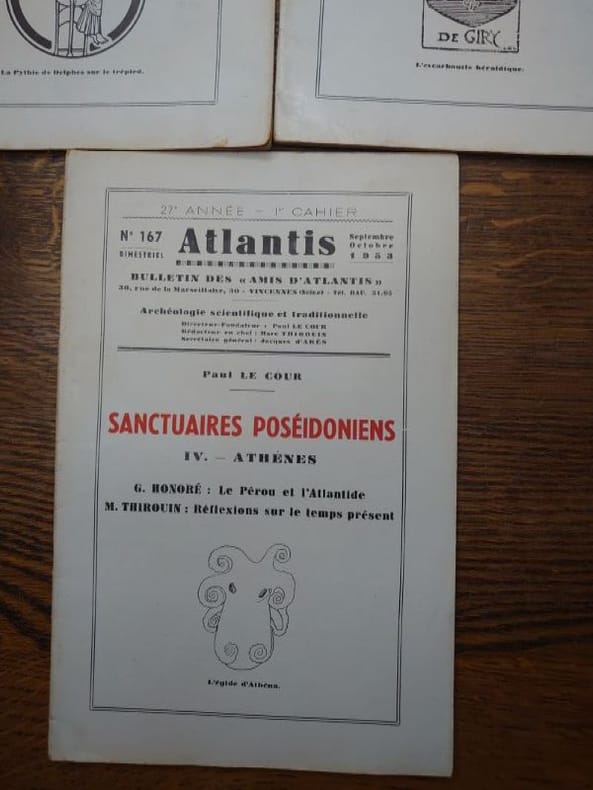 La Pythie de Delphes sur le trépied.
DE GIRY
L'escarboucle héraldique.
27e ANNÉE – 1er CAHIER
N° 167
BIMESTRIEL
Atlantis
Septembre
Octobre
1953
BULLETIN DES « AMIS D'ATLANTIS »
30, rue de la Marseillaise, 30 - VINCENNES (Seine) - Tél. DAU. 51.05
Archéologie scientifique et traditionnelle
Directeur-Fondateur : Paul LE COUR
Rédacteur en chef : Marc THIROUIN
Secrétaire général : Jacques d'ARÈS
Paul LE COUR
SANCTUAIRES POSÉIDONIENS
IV. — ATHÈNES
G. HONORÉ : Le Pérou et l'Atlantide
M. THIROUIN : Réflexions sur le temps présent
L'égide d'Athéna.